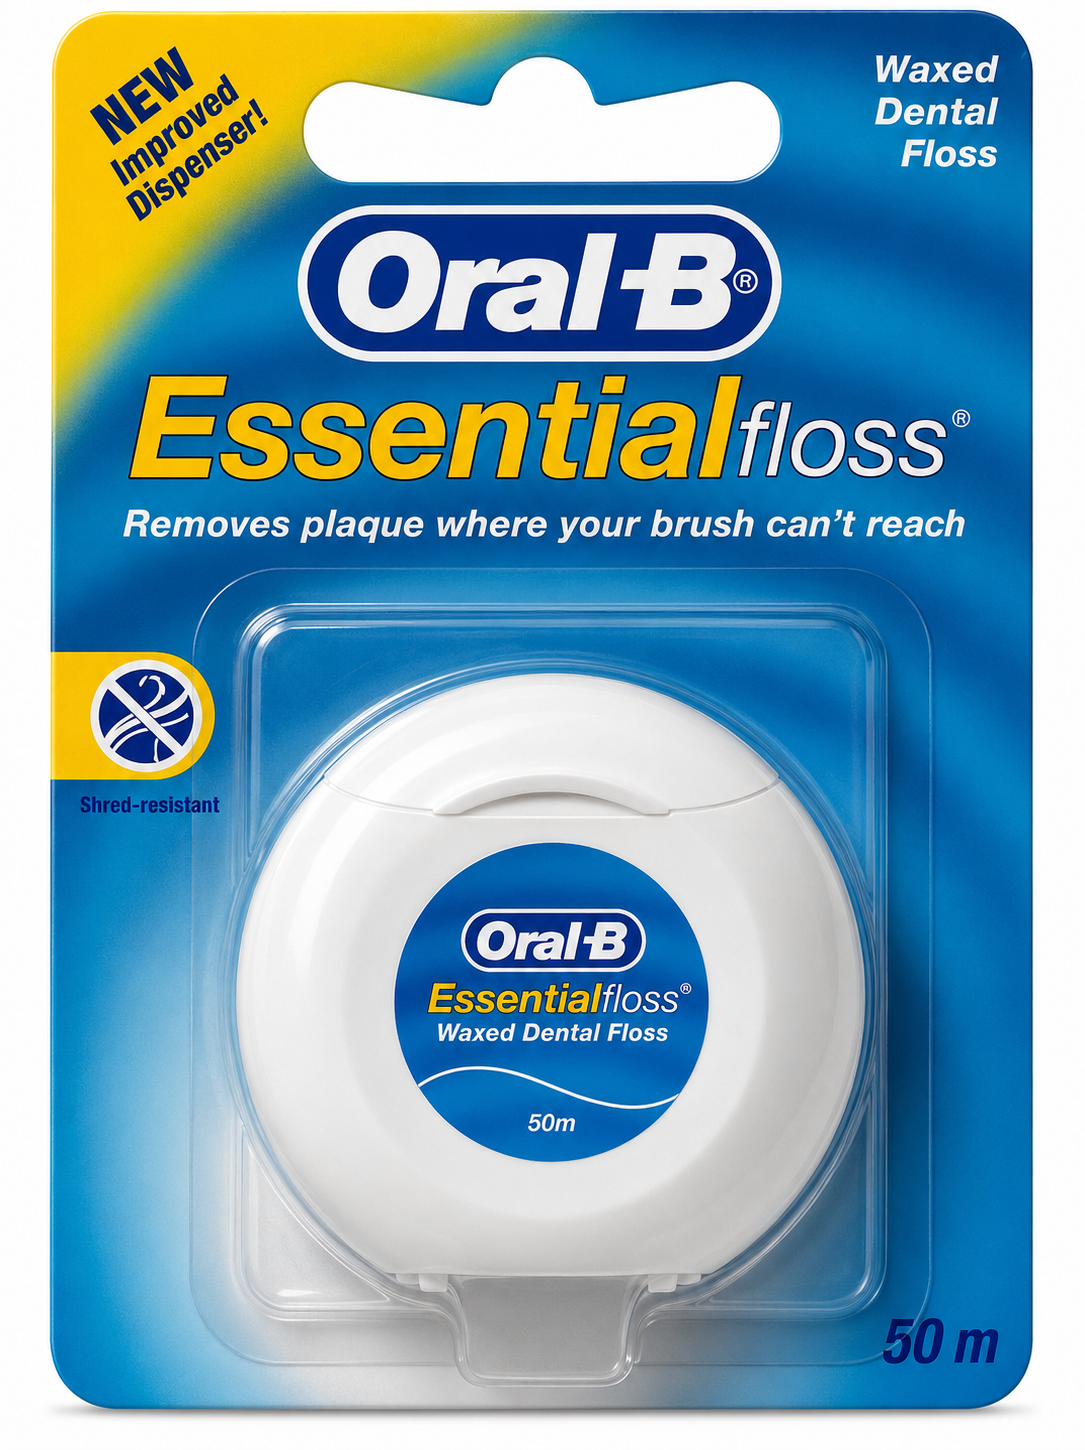 NEW
Improved
Dispenser!
Waxed
Dental
Floss
Oral-B®
Essentialfloss®
Removes plaque where your brush can't reach
Shred-resistant
Oral-B
Essentialfloss®
Waxed Dental Floss
50m
50 m